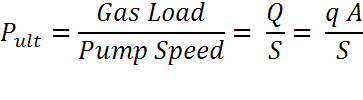 P_ult = Gas Load / Pump Speed = Q / S = q A / S